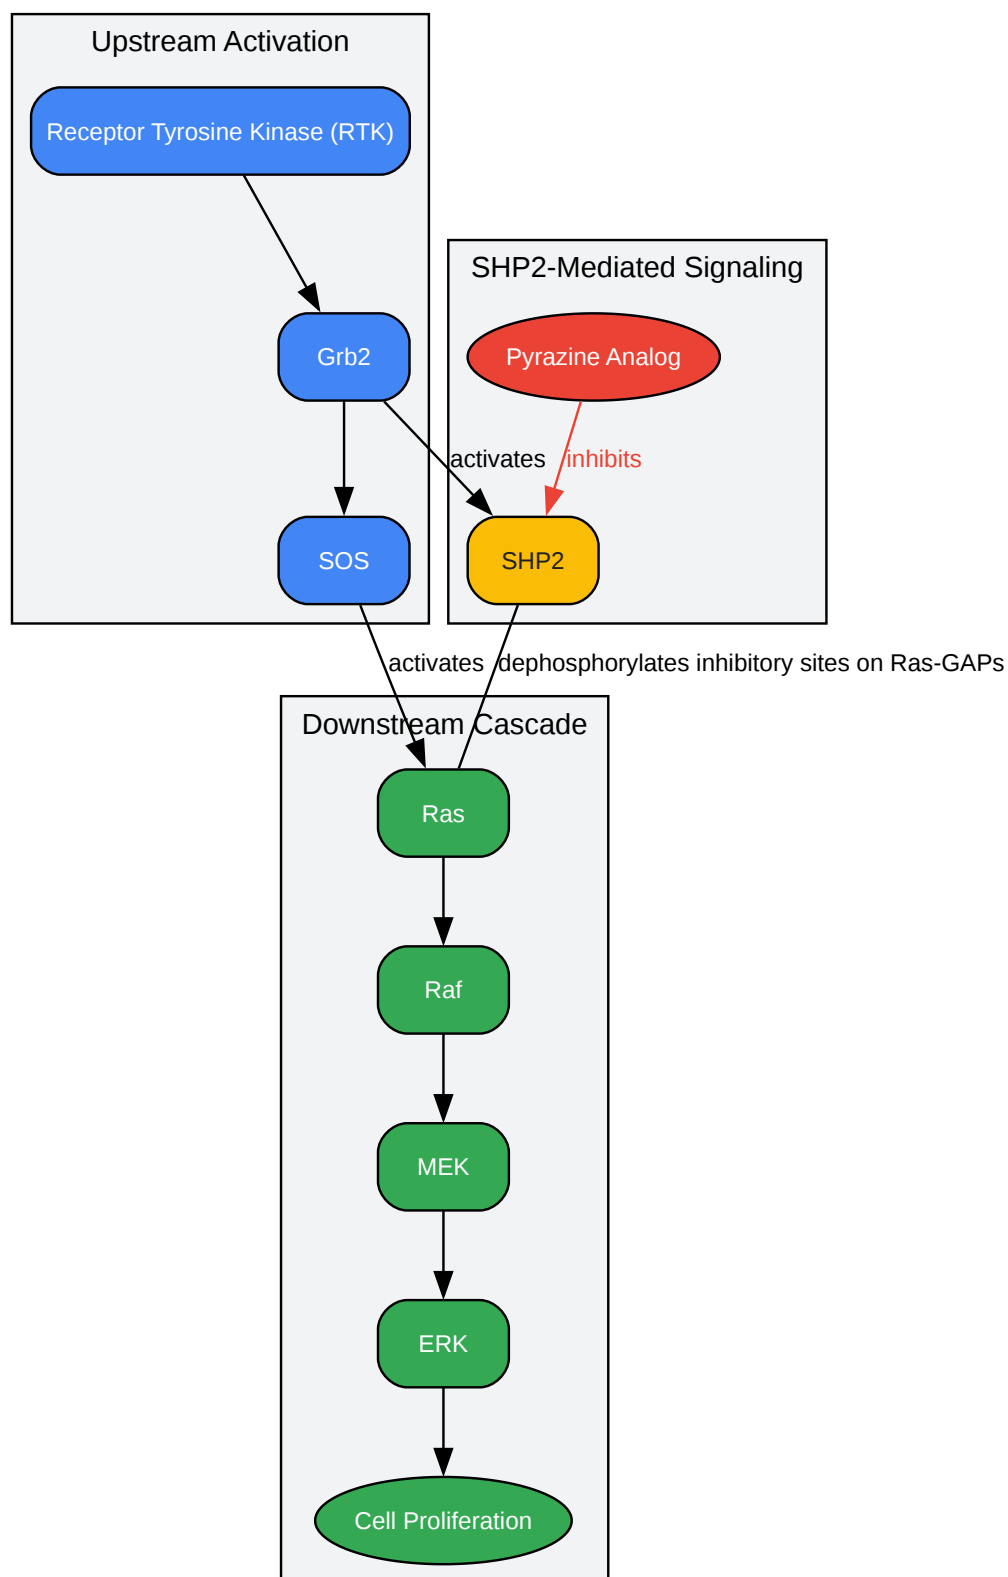 Upstream Activation
Receptor Tyrosine Kinase (RTK)
SHP2-Mediated Signaling
Grb2
Pyrazine Analog
activates
inhibits
SOS
SHP2
activates
dephosphorylates inhibitory sites on Ras-GAPs
Downstream Cascade
Ras
Raf
MEK
ERK
Cell Proliferation